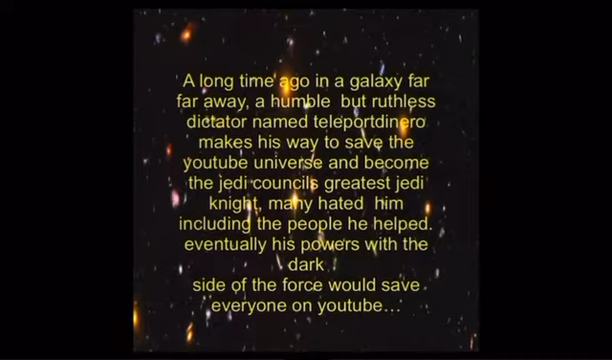 A long time ago in a galaxy far
far away, a humble but ruthless
dictator named teleportdinero
makes his way to save the
youtube universe and become
the jedi councils greatest jedi
knight, many hated him
including the people he helped.
eventually his powers with the
dark
side of the force would save
everyone on youtube...